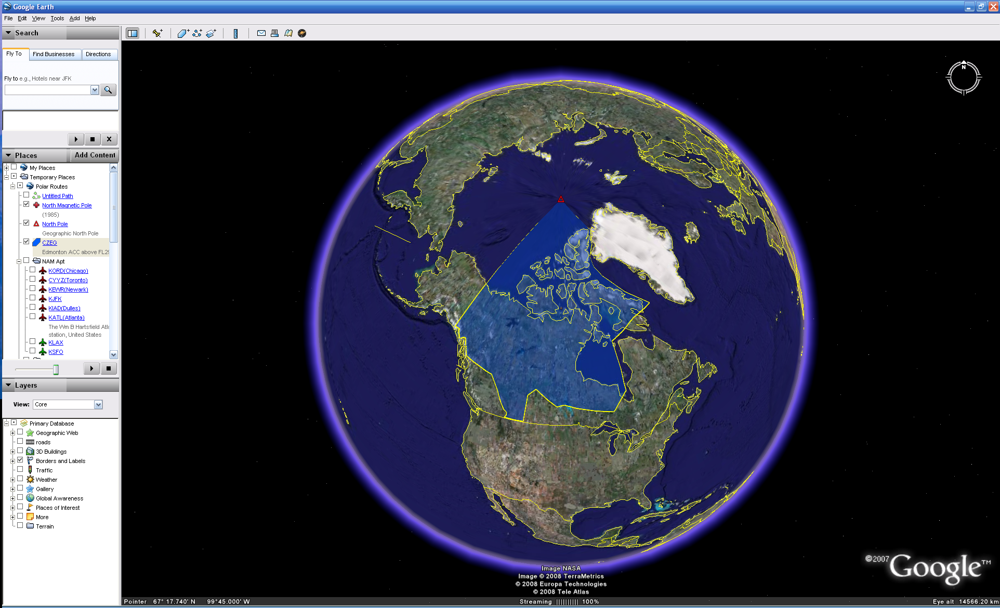 Google Earth
File Edit View Tools Add Help
Search
Fly To Find Businesses Directions
Fly to e.g., Hotels near JFK
Places Add Content
My Places
Temporary Places
Polar Routes
Untitled Path
North Magnetic Pole
(1985)
North Pole
Geographic North Pole
CZEG
Edmonton ACC above FL29
NAM Apt
KORD(Chicago)
CYYZ(Toronto)
KEWR(Newark)
KJFK
KIAD(Dulles)
KATL(Atlanta)
The Wm B Hartsfield Atla
station, United States
KLAX
KSFO
Layers
View: Core
Primary Database
Geographic Web
roads
3D Buildings
Borders and Labels
Traffic
Weather
Gallery
Global Awareness
Places of Interest
More
Terrain
N
Image NASA
Image © 2008 TerraMetrics
© 2008 Europa Technologies
© 2008 Tele Atlas
©2007 Google™
Pointer 67° 17.740' N 99°45.000' W Streaming |||||||||| 100% Eye alt 14566.20 km